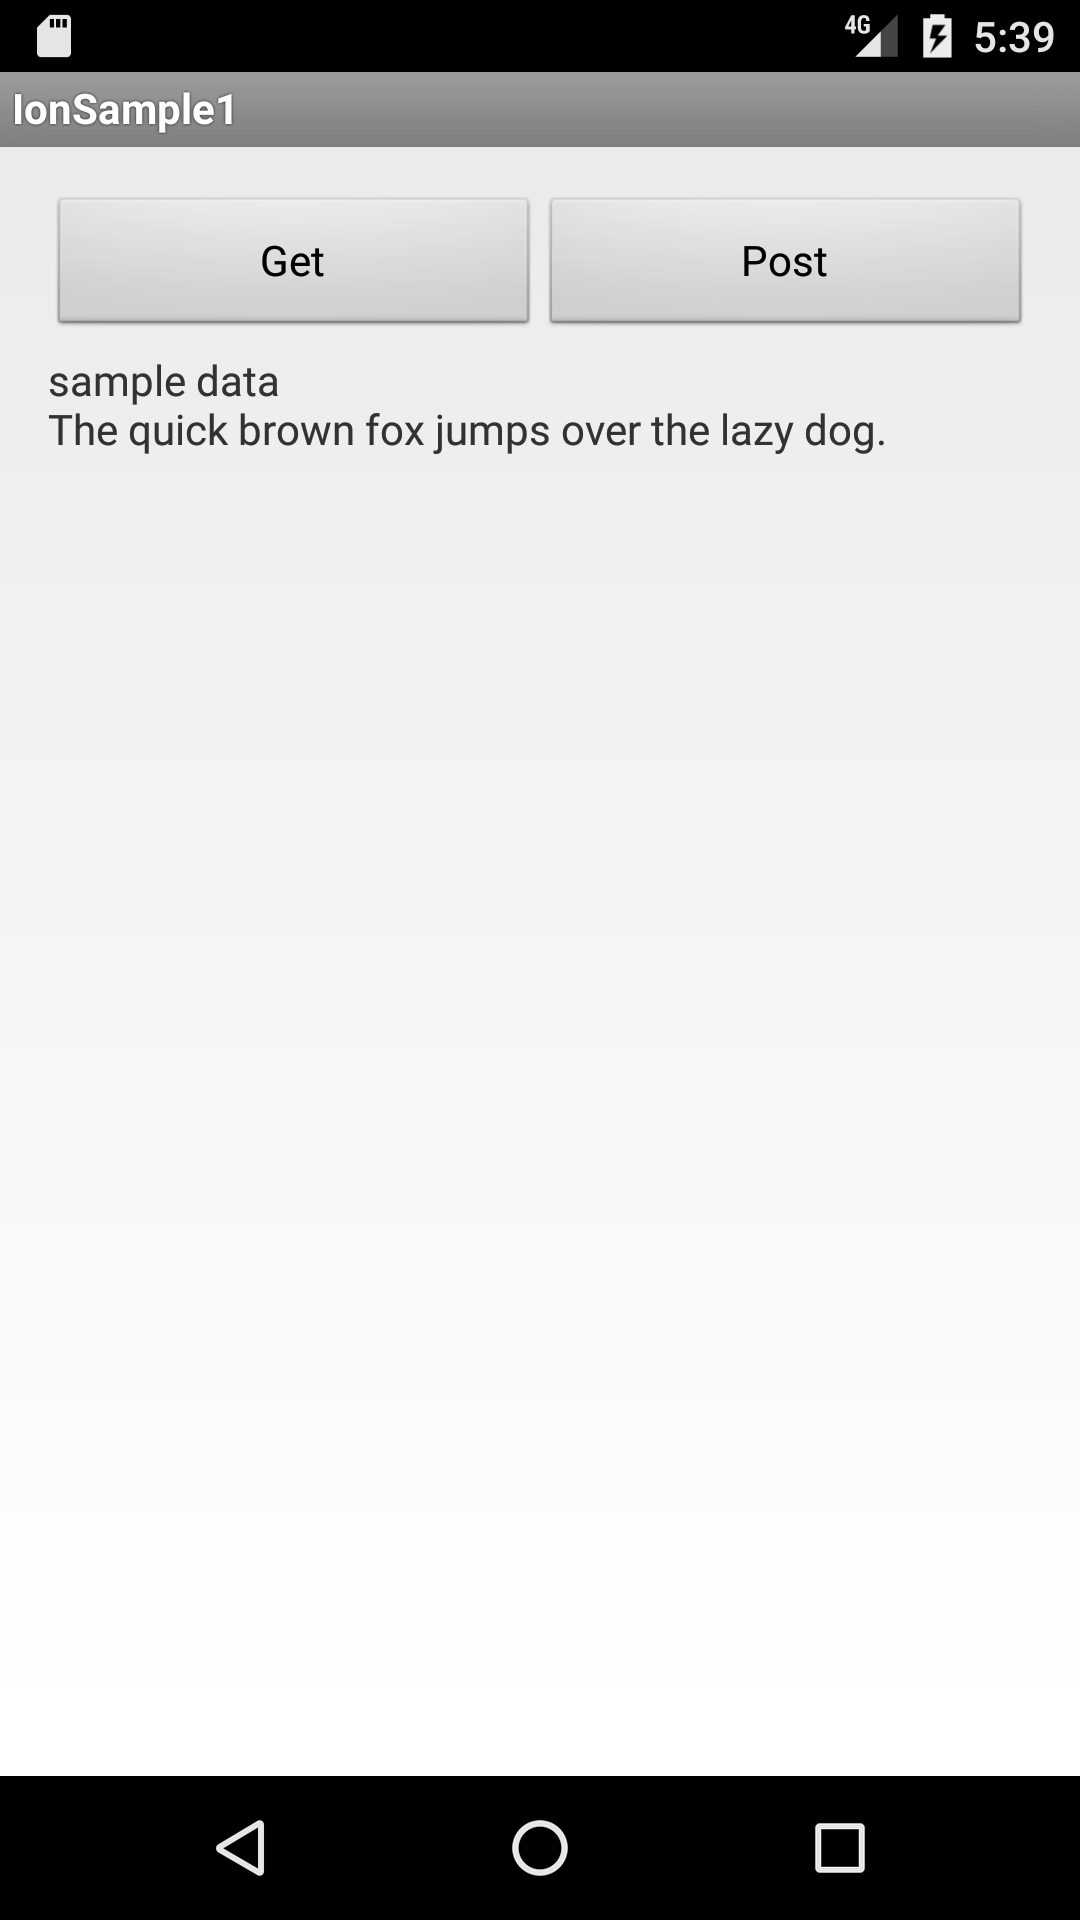 4G 5:39
IonSample1
Get Post
sample data
The quick brown fox jumps over the lazy dog.